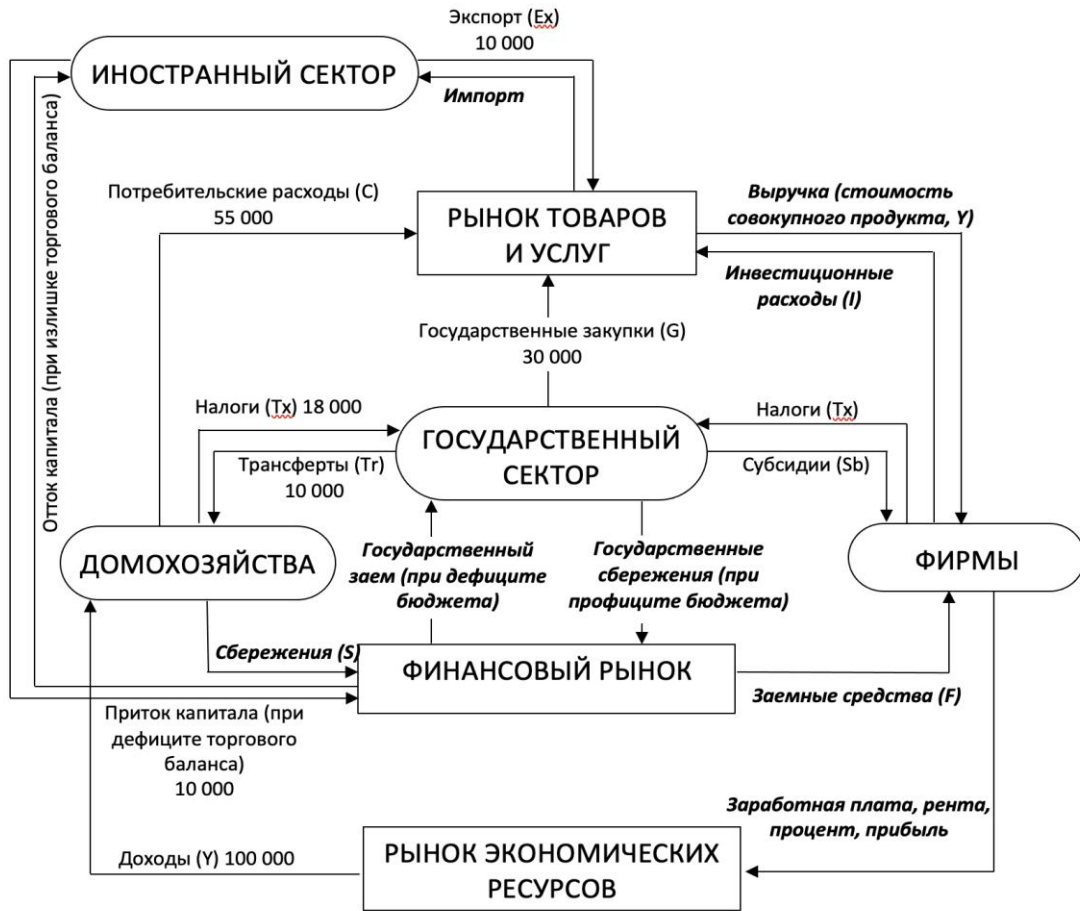 Экспорт (Ex)
10 000
ИНОСТРАННЫЙ СЕКТОР
Импорт
Отток капитала (при излишке торгового баланса)
Потребительские расходы (C)
55 000
РЫНОК ТОВАРОВ
И УСЛУГ
Выручка (стоимость
совокупного продукта, Y)
Инвестиционные
расходы (I)
Государственные закупки (G)
30 000
Налоги (Tx) 18 000
Трансферты (Tr)
10 000
ГОСУДАРСТВЕННЫЙ
СЕКТОР
Налоги (Tx)
Субсидии (Sb)
ДОМОХОЗЯЙСТВА
Государственный
заем (при дефиците
бюджета)
Государственные
сбережения (при
профиците бюджета)
ФИРМЫ
Сбережения (S)
ФИНАНСОВЫЙ РЫНОК
Заемные средства (F)
Приток капитала (при
дефиците торгового
баланса)
10 000
Заработная плата, рента,
процент, прибыль
Доходы (Y) 100 000
РЫНОК ЭКОНОМИЧЕСКИХ
РЕСУРСОВ